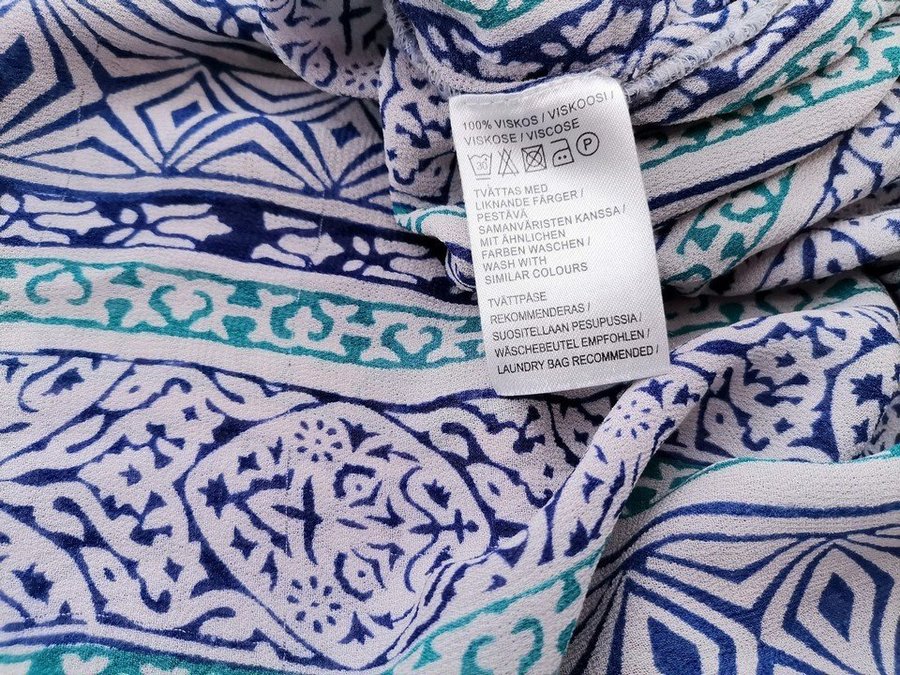 100% VISKOS / VISKOOSI /
VISKOSE / VISCOSE
P
TVÄTTAS MED
LIKNANDE FÄRGER /
PESTÄVÄ
SAMANVÄRISTEN KANSSA /
MIT ÄHNLICHEN
FARBEN WASCHEN /
WASH WITH
SIMILAR COLOURS
TVÄTTPÅSE
REKOMMENDERAS /
SUOSITELLAAN PESUPUSSIA /
WÄSCHEBEUTEL EMPFOHLEN /
LAUNDRY BAG RECOMMENDED /